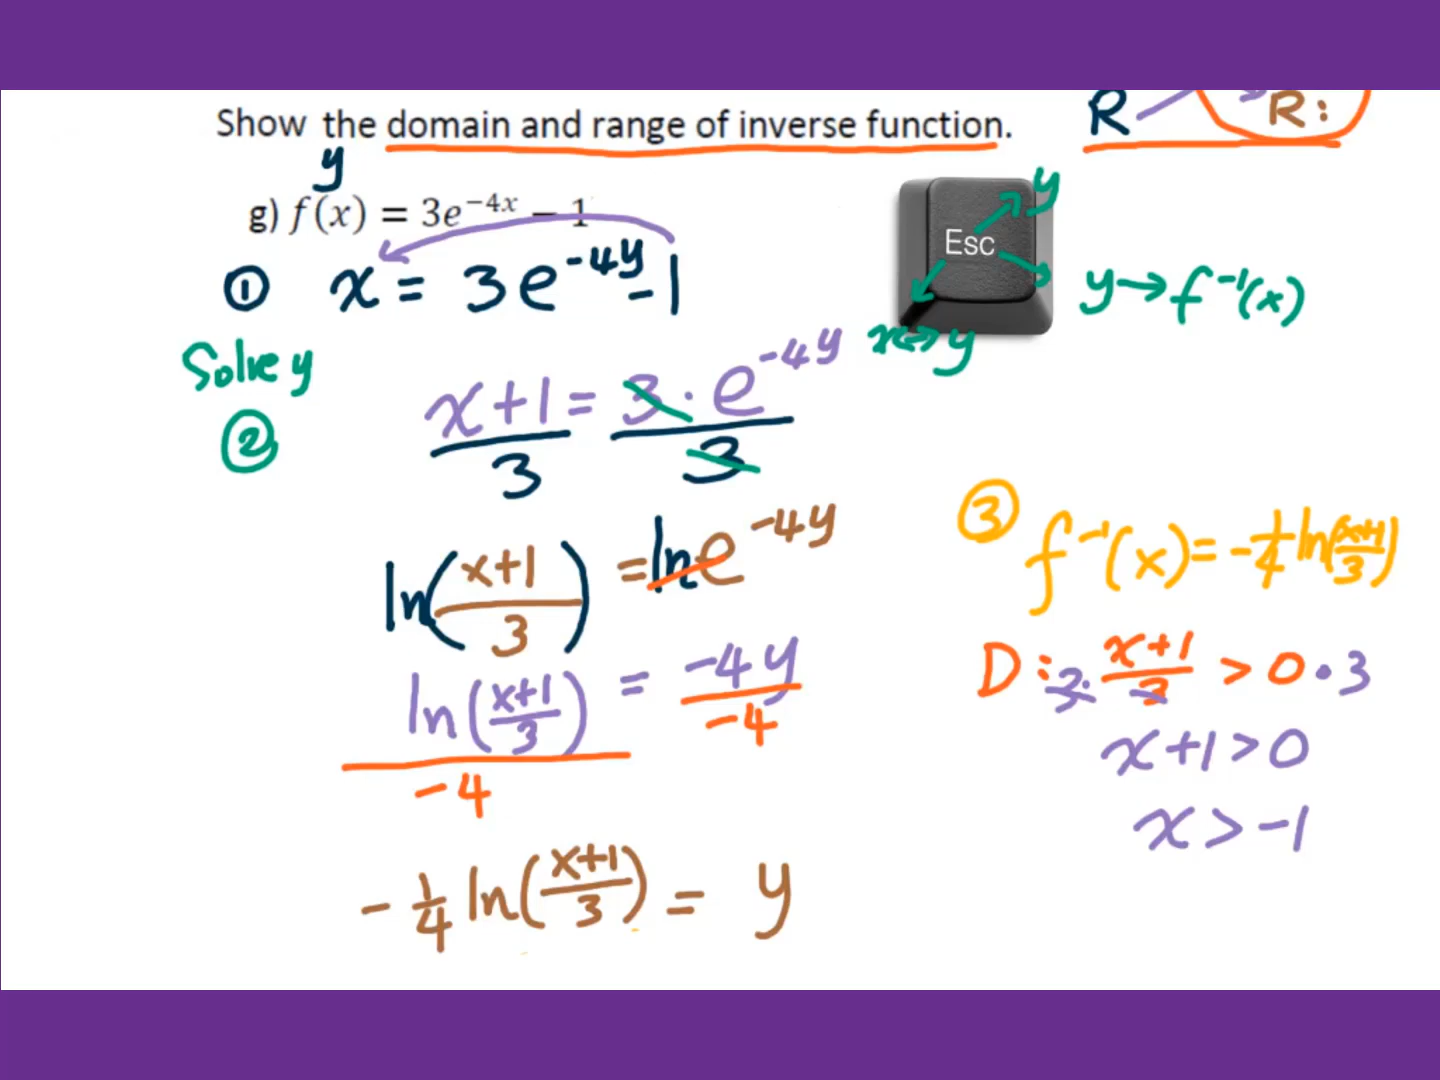 Show the domain and range of inverse function.
R R:
y
g) f(x) = 3e^{-4x} - 1
① x = 3e^{-4y} - 1
Esc
y
x↔y
y→f^{-1}(x)
Solve y
②
x+1 = 3 · e^{-4y}
3 3
ln(x+1/3) = ln e^{-4y}
ln(x+1/3) = -4y
-4 -4
-1/4 ln(x+1/3) = y
③ f^{-1}(x) = -1/4 ln(x+1/3)
D: 3· x+1/3 > 0 · 3
x+1>0
x > -1